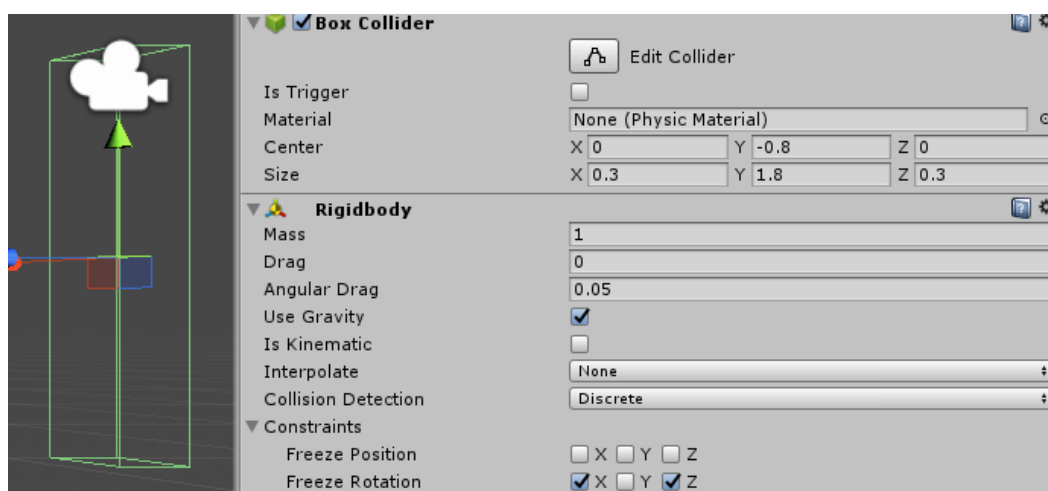 Box Collider
Edit Collider
Is Trigger
Material None (Physic Material)
Center X 0 Y -0.8 Z 0
Size X 0.3 Y 1.8 Z 0.3
Rigidbody
Mass 1
Drag 0
Angular Drag 0.05
Use Gravity
Is Kinematic
Interpolate None
Collision Detection Discrete
Constraints
Freeze Position X Y Z
Freeze Rotation X Y Z